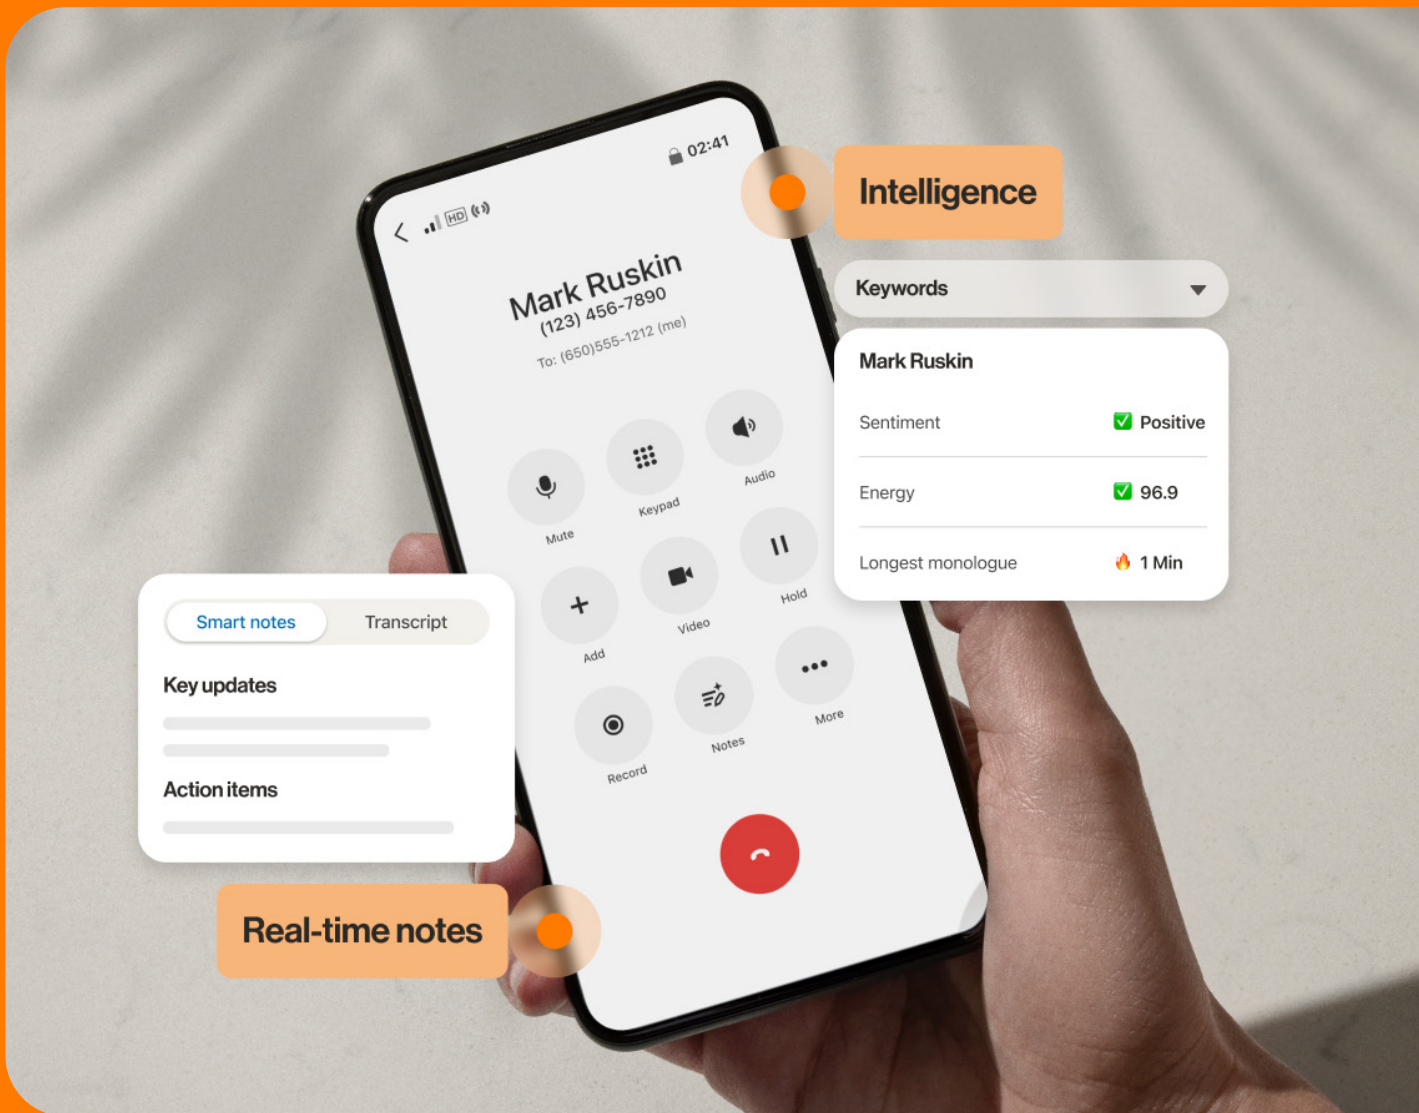 02:41
HD
Mark Ruskin
(123) 456-7890
To: (650)555-1212 (me)
Mute
Keypad
Audio
Add
Video
Hold
Record
Notes
More
Intelligence
Keywords
Mark Ruskin
Sentiment ✅ Positive
Energy ✅ 96.9
Longest monologue 🔥 1 Min
Smart notes Transcript
Key updates
Action items
Real-time notes